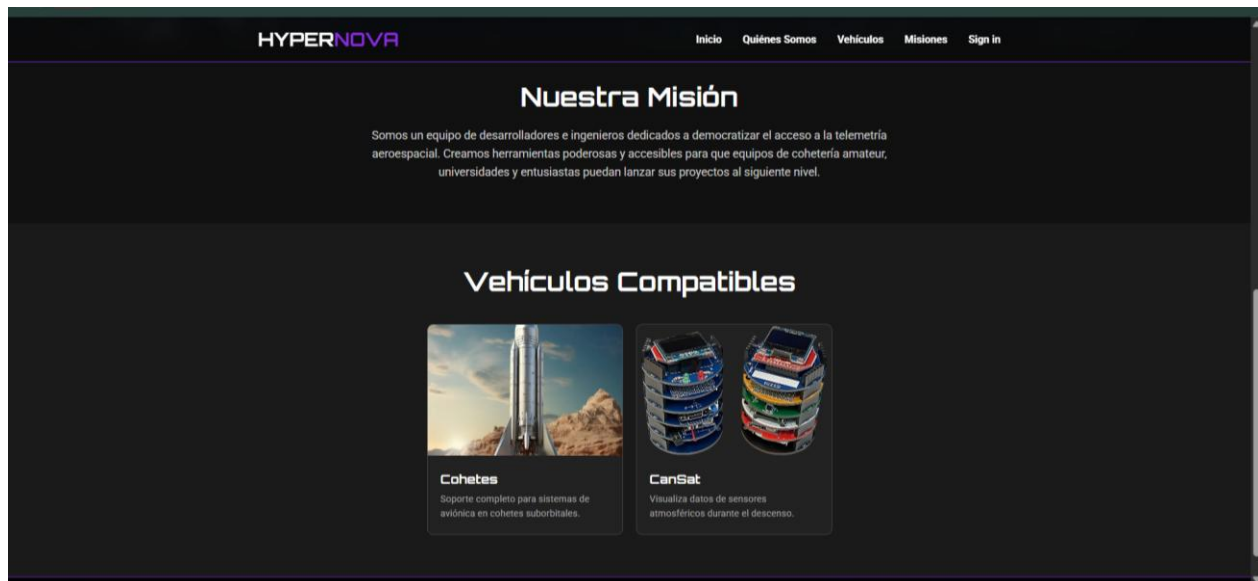 HYPERNOVA
Inicio Quiénes Somos Vehículos Misiones Sign in
Nuestra Misión
Somos un equipo de desarrolladores e ingenieros dedicados a democratizar el acceso a la telemetría
aeroespacial. Creamos herramientas poderosas y accesibles para que equipos de cohetería amateur,
universidades y entusiastas puedan lanzar sus proyectos al siguiente nivel.
Vehículos Compatibles
Cohetes
Soporte completo para sistemas de
aviónica en cohetes suborbitales.
CanSat
Visualiza datos de sensores
atmosféricos durante el descenso.